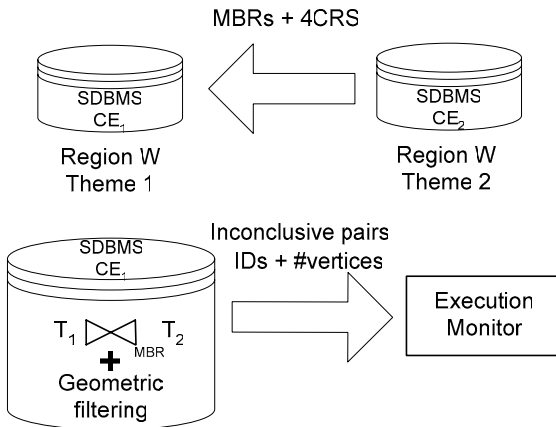 MBRs + 4CRS
SDBMS
CE1
SDBMS
CE2
Region W
Theme 1
Region W
Theme 2
SDBMS
CE1
T1 T2
MBR
+
Geometric
filtering
Inconclusive pairs
IDs + #vertices
Execution
Monitor